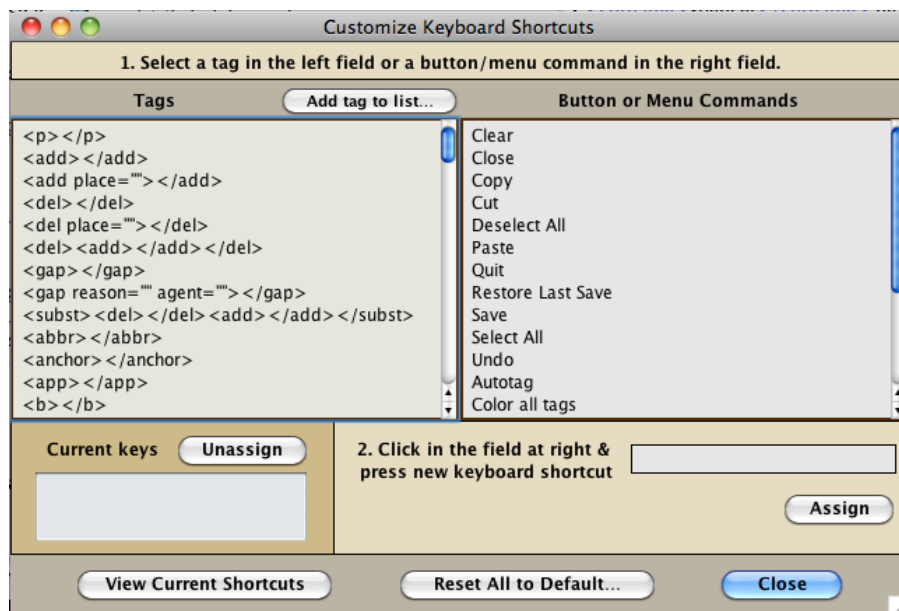 Customize Keyboard Shortcuts
1. Select a tag in the left field or a button/menu command in the right field.
Tags
Add tag to list...
Button or Menu Commands
<p></p>
<add></add>
<add place=""></add>
<del></del>
<del place=""></del>
<del><add></add></del>
<gap></gap>
<gap reason="" agent=""></gap>
<subst><del></del><add></add></subst>
<abbr></abbr>
<anchor></anchor>
<app></app>
<b></b>
Clear
Close
Copy
Cut
Deselect All
Paste
Quit
Restore Last Save
Save
Select All
Undo
Autotag
Color all tags
Current keys
Unassign
2. Click in the field at right &
press new keyboard shortcut
Assign
View Current Shortcuts
Reset All to Default...
Close